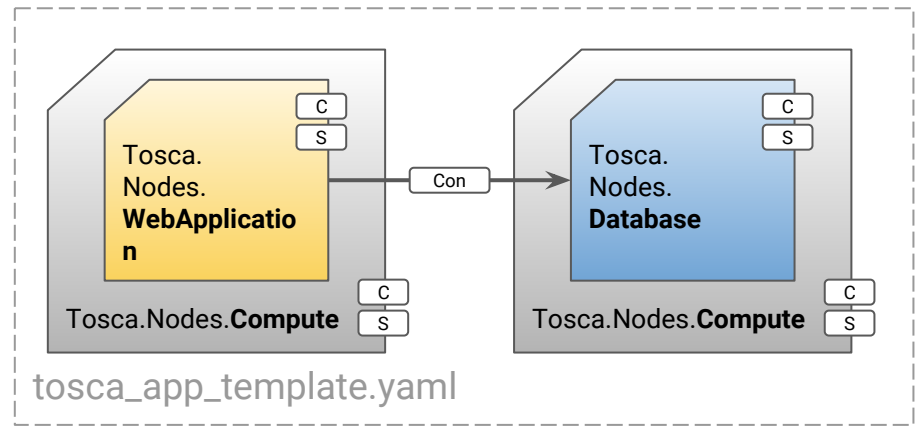 C
S
Tosca.
Nodes.
WebApplicatio
n
Con
C
S
Tosca.
Nodes.
Database
C
S
Tosca.Nodes.Compute
C
S
Tosca.Nodes.Compute
tosca_app_template.yaml